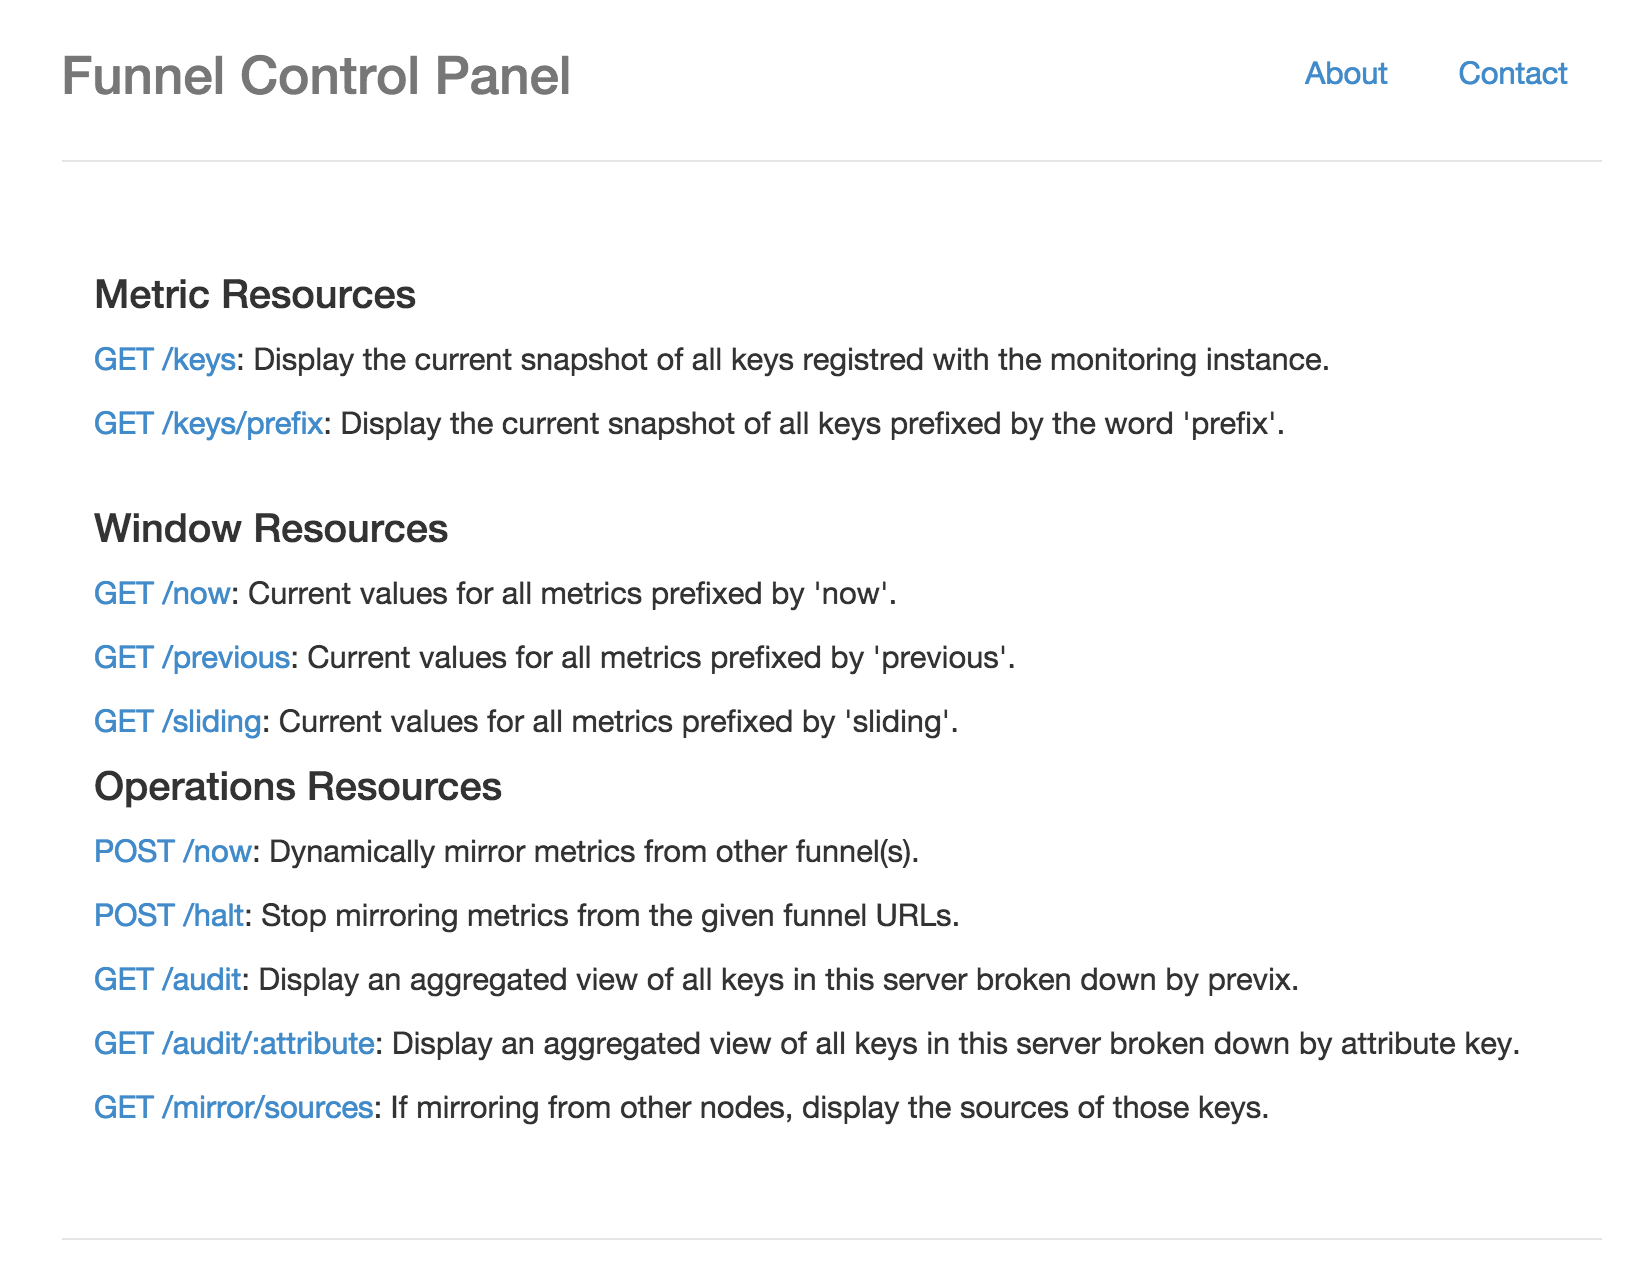 Funnel Control Panel
About
Contact
Metric Resources
GET /keys: Display the current snapshot of all keys registred with the monitoring instance.
GET /keys/prefix: Display the current snapshot of all keys prefixed by the word 'prefix'.
Window Resources
GET /now: Current values for all metrics prefixed by 'now'.
GET /previous: Current values for all metrics prefixed by 'previous'.
GET /sliding: Current values for all metrics prefixed by 'sliding'.
Operations Resources
POST /now: Dynamically mirror metrics from other funnel(s).
POST /halt: Stop mirroring metrics from the given funnel URLs.
GET /audit: Display an aggregated view of all keys in this server broken down by previx.
GET /audit/:attribute: Display an aggregated view of all keys in this server broken down by attribute key.
GET /mirror/sources: If mirroring from other nodes, display the sources of those keys.